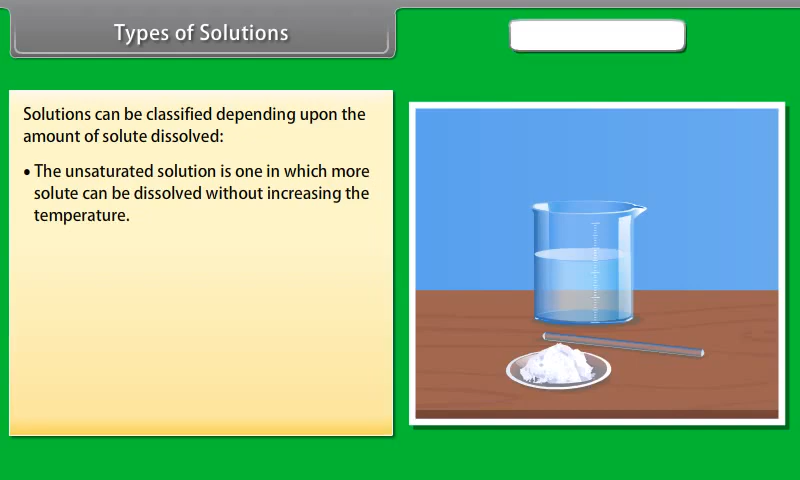 Types of Solutions
Solutions can be classified depending upon the
amount of solute dissolved:
• The unsaturated solution is one in which more
solute can be dissolved without increasing the
temperature.